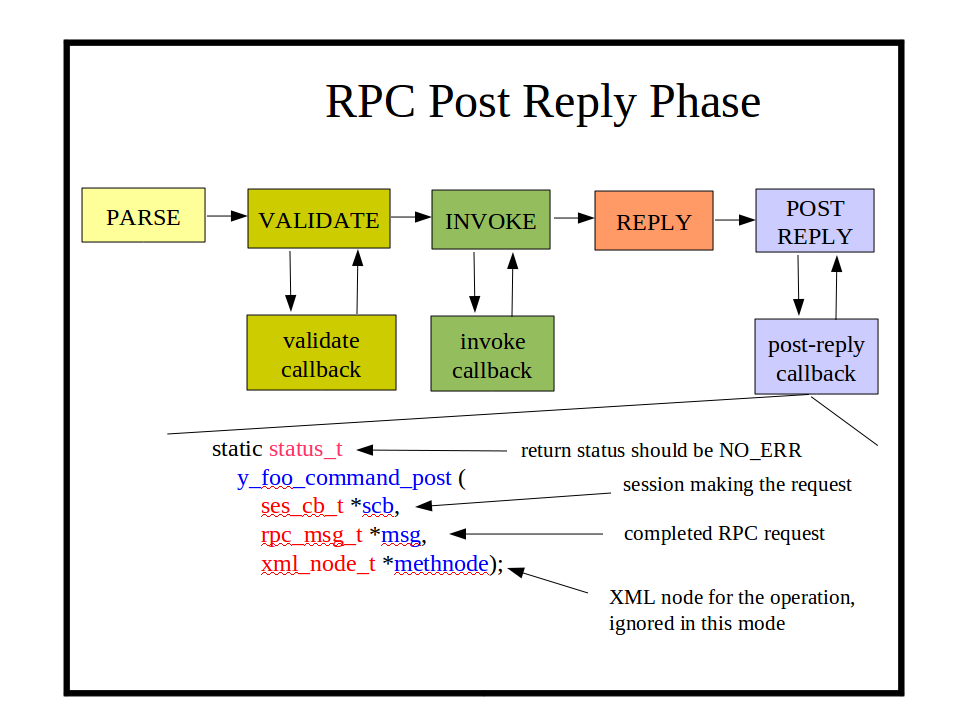 RPC Post Reply Phase
PARSE
VALIDATE
INVOKE
REPLY
POST
REPLY
validate
callback
invoke
callback
post-reply
callback
static status_t
return status should be NO_ERR
y_foo_command_post (
session making the request
ses_cb_t *scb,
rpc_msg_t *msg,
completed RPC request
xml_node_t *methnode);
XML node for the operation,
ignored in this mode